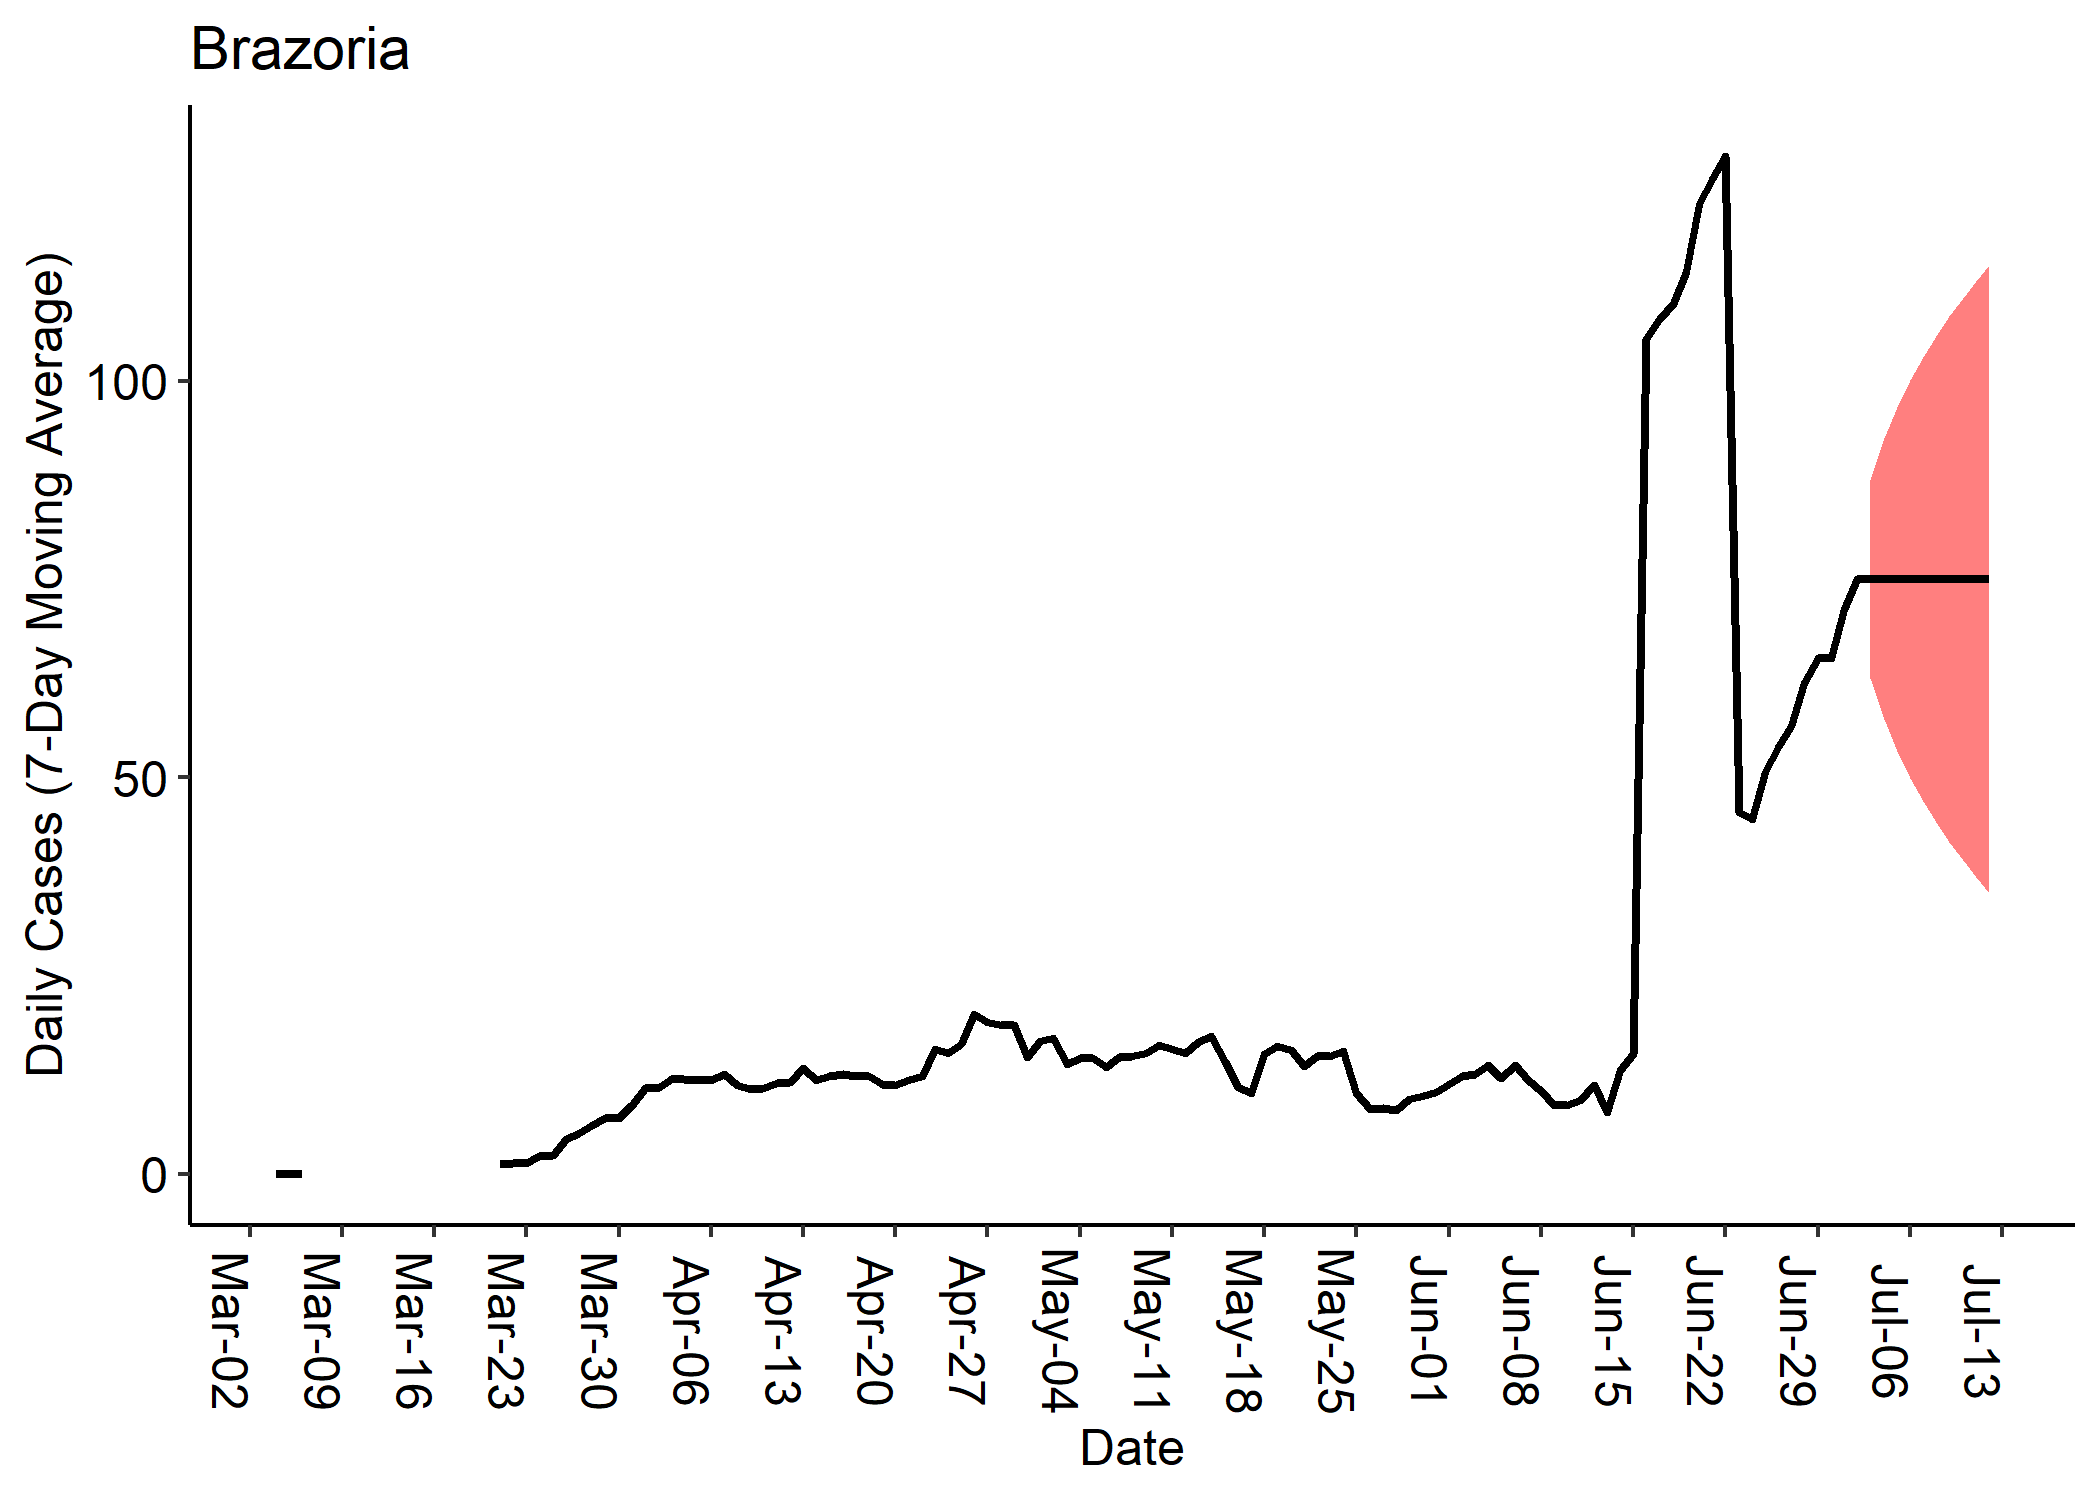 Brazoria
Daily Cases (7-Day Moving Average)
100
50
0
Mar-02
Mar-09
Mar-16
Mar-23
Mar-30
Apr-06
Apr-13
Apr-20
Apr-27
May-04
May-11
May-18
May-25
Jun-01
Jun-08
Jun-15
Jun-22
Jun-29
Jul-06
Jul-13
Date